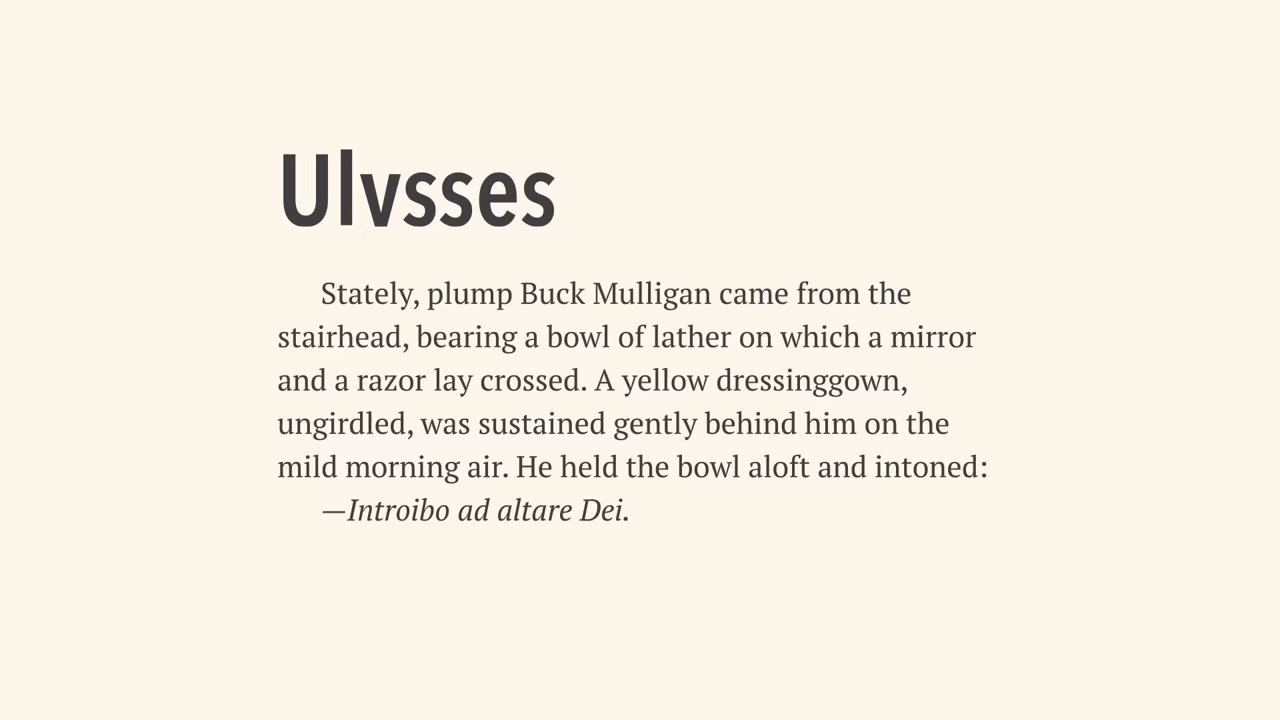 Ulvsses
Stately, plump Buck Mulligan came from the
stairhead, bearing a bowl of lather on which a mirror
and a razor lay crossed. A yellow dressinggown,
ungirdled, was sustained gently behind him on the
mild morning air. He held the bowl aloft and intoned:
—Introibo ad altare Dei.